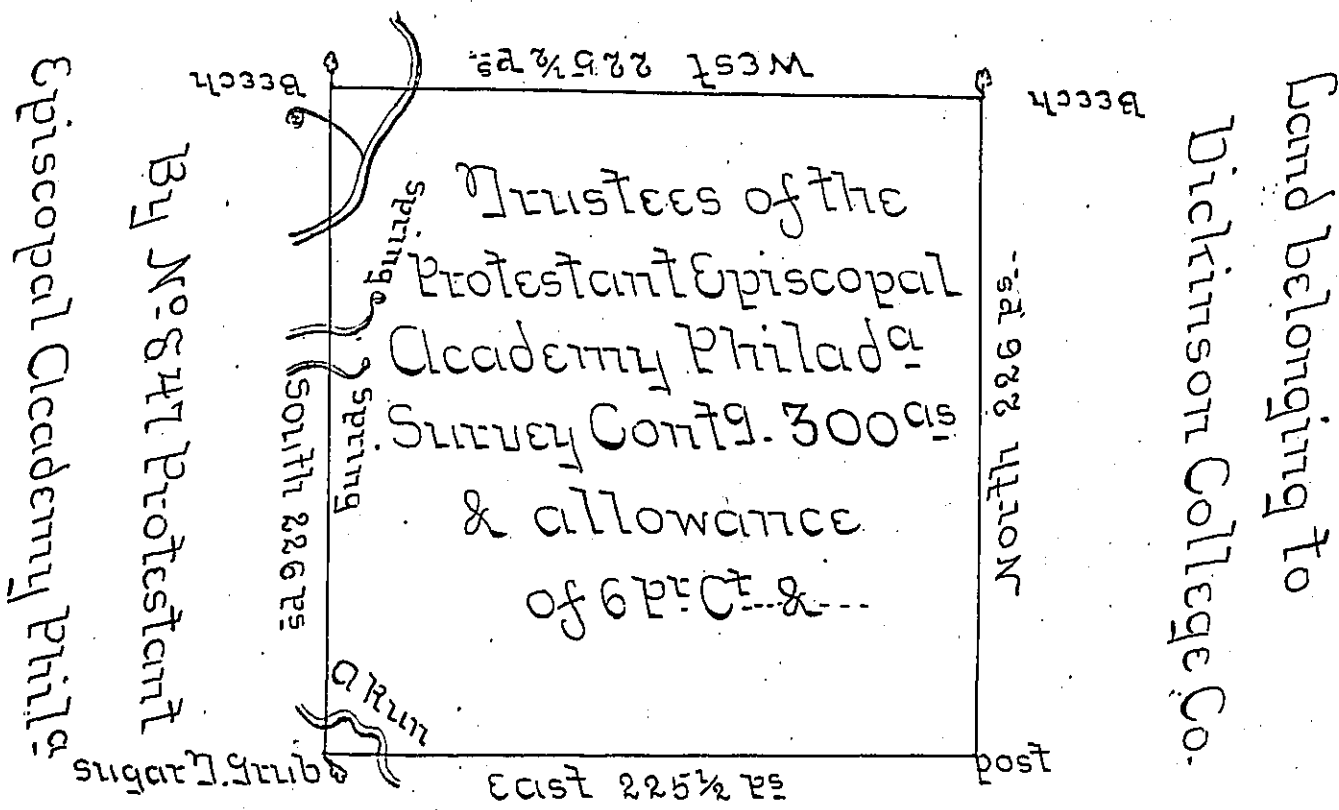 West 225½ ps
Beech
Beech
Trustees of the
Protestant Episcopal
Academy Philada
Survey Contg. 300as
& allowance
of 6 pr Ct &
spring
spring
South 226 ps
North 226 ps
A Run
Sugar T. Grub
East 225½ ps
post
By No. 847 Protestant
Episcopal Academy Phila
Land belonging to
Dickinson College Co.